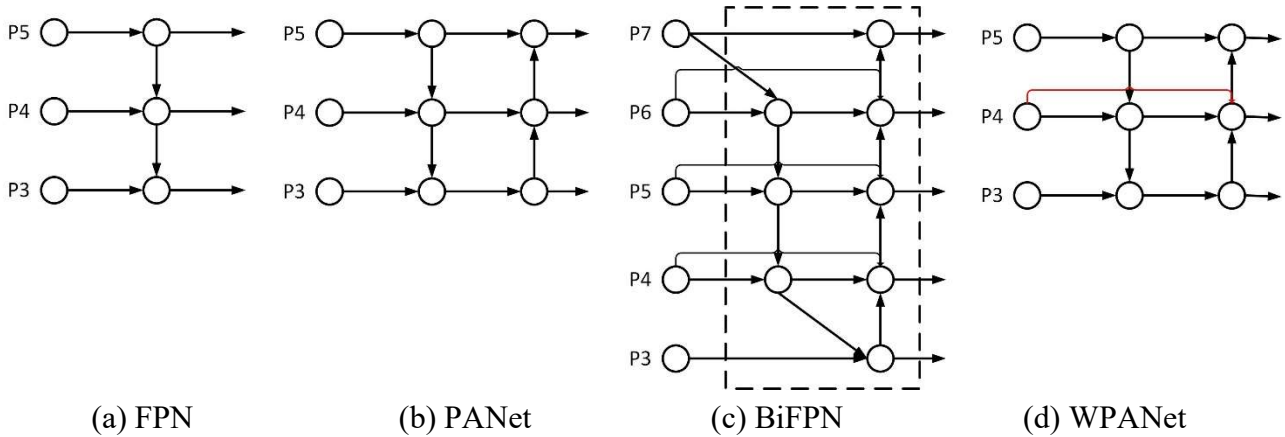 P5
P4
P3
(a) FPN
P5
P4
P3
(b) PANet
P7
P6
P5
P4
P3
(c) BiFPN
P5
P4
P3
(d) WPANet